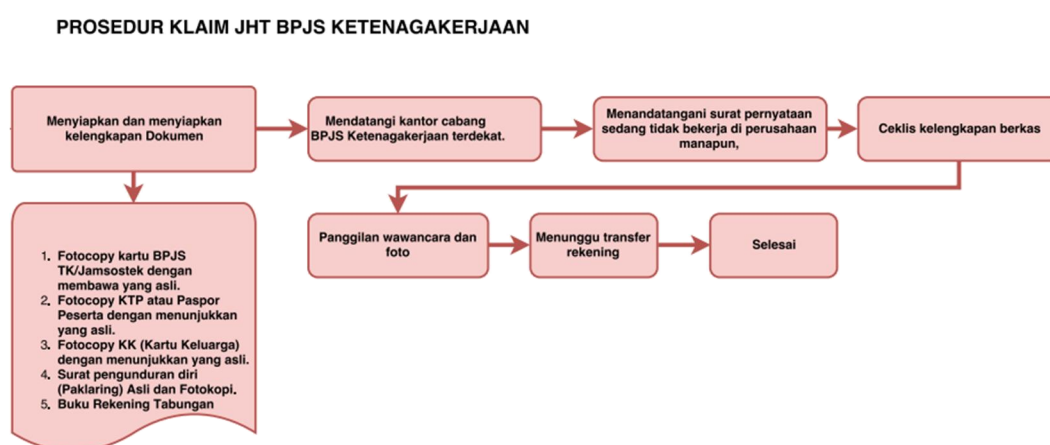 PROSEDUR KLAIM JHT BPJS KETENAGAKERJAAN
Menyiapkan dan menyiapkan
kelengkapan Dokumen
Mendatangi kantor cabang
BPJS Ketenagakerjaan terdekat.
Menandatangani surat pernyataan
sedang tidak bekerja di perusahaan
manapun,
Ceklis kelengkapan berkas
1. Fotocopy kartu BPJS
TK/Jamsostek dengan
membawa yang asli.
2. Fotocopy KTP atau Paspor
Peserta dengan menunjukkan
yang asli.
3. Fotocopy KK (Kartu Keluarga)
dengan menunjukkan yang asli.
4. Surat pengunduran diri
(Paklaring) Asli dan Fotokopi.
5. Buku Rekening Tabungan
Panggilan wawancara dan
foto
Menunggu transfer
rekening
Selesai